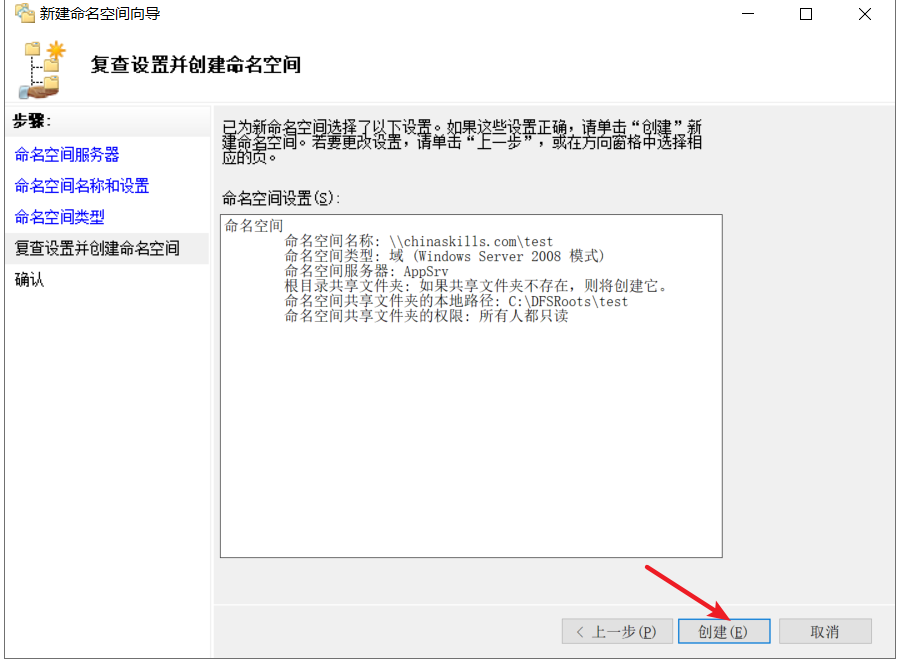 新建命名空间向导
复查设置并创建命名空间
步骤:
命名空间服务器
命名空间名称和设置
命名空间类型
复查设置并创建命名空间
确认
已为新命名空间选择了以下设置。如果这些设置正确，请单击“创建”新
建命名空间。若要更改设置，请单击“上一步”，或在方向窗格中选择相
应的页。
命名空间设置(S):
命名空间
命名空间名称: \\chinaskills.com\test
命名空间类型: 域 (Windows Server 2008 模式)
命名空间服务器: AppSrv
根目录共享文件夹: 如果共享文件夹不存在，则将创建它。
命名空间共享文件夹的本地路径: C:\DFSRoots\test
命名空间共享文件夹的权限: 所有人都只读
< 上一步(P)
创建(E)
取消